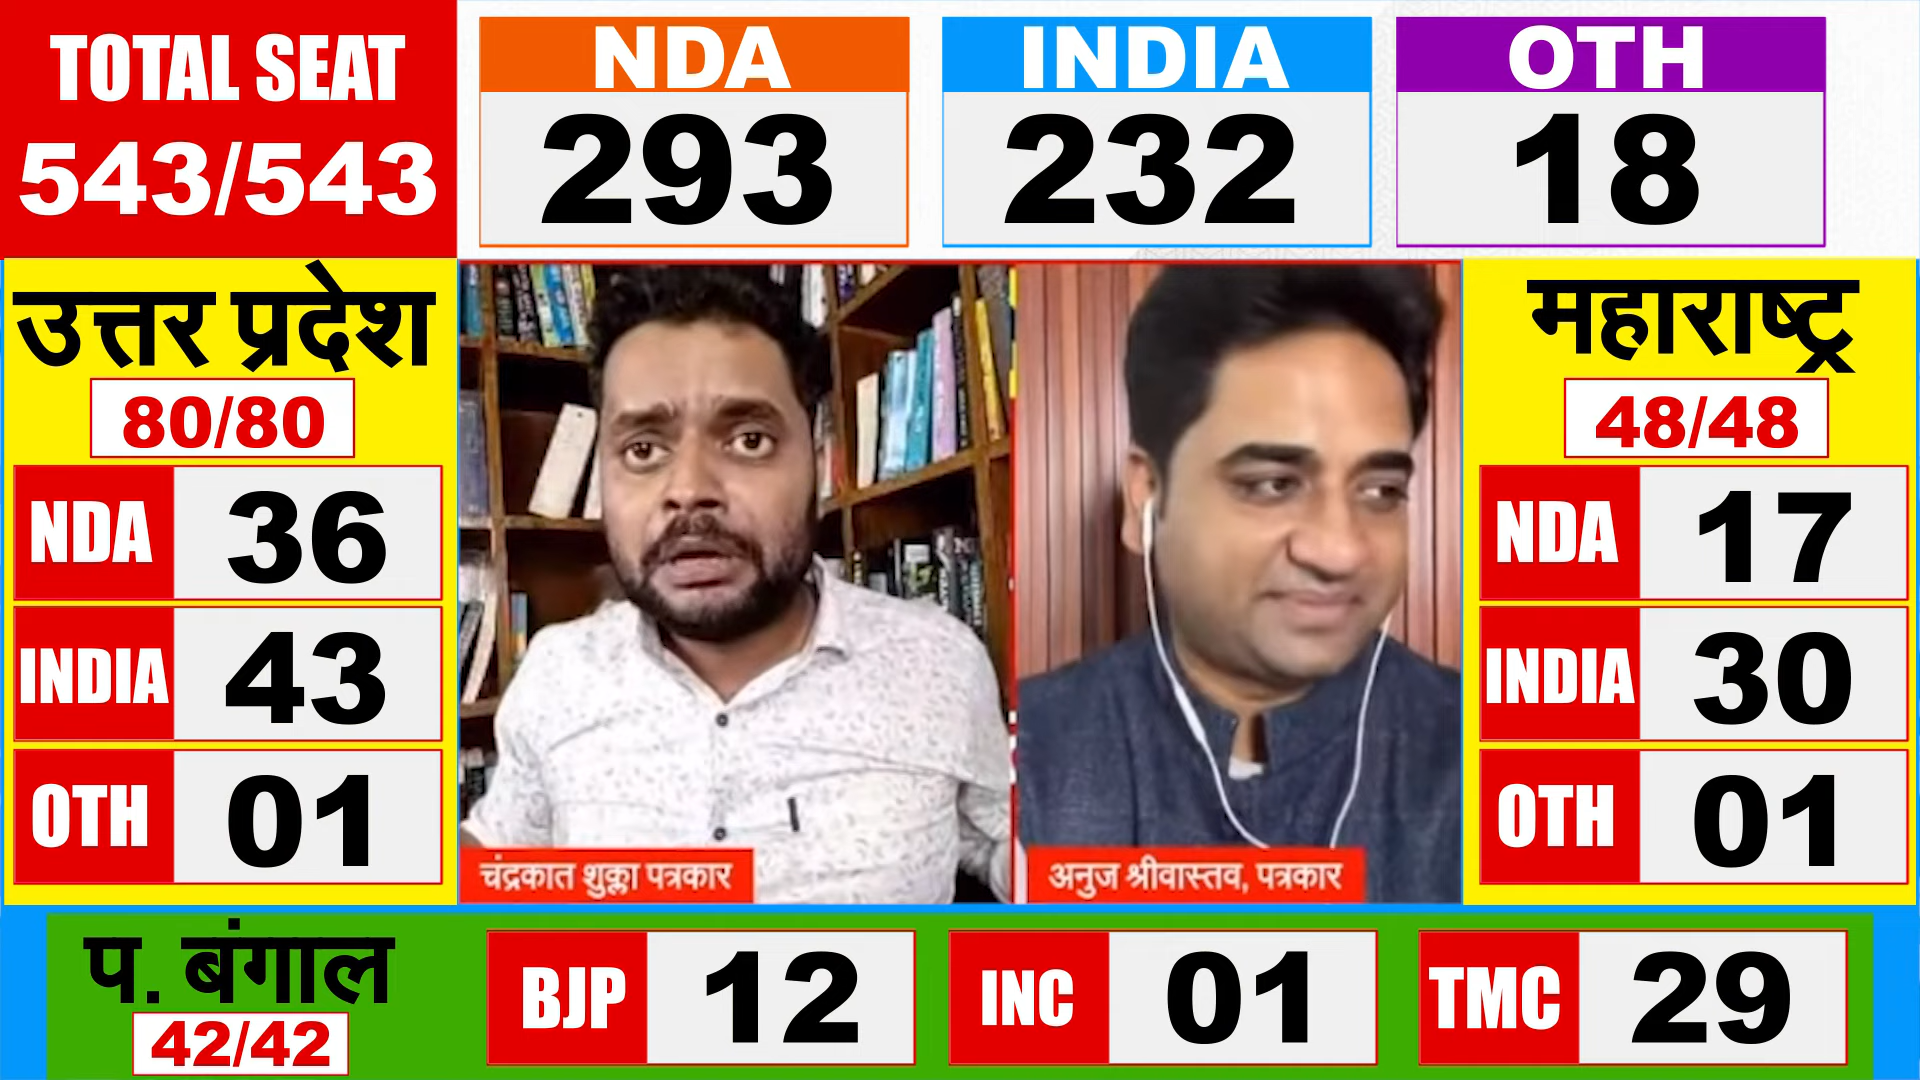 TOTAL SEAT
543/543
NDA
293
INDIA
232
OTH
18
उत्तर प्रदेश
80/80
NDA 36
INDIA 43
OTH 01
चंद्रकात शुक्ला पत्रकार
अनुज श्रीवास्तव, पत्रकार
महाराष्ट्र
48/48
NDA 17
INDIA 30
OTH 01
प. बंगाल
42/42
BJP 12
INC 01
TMC 29